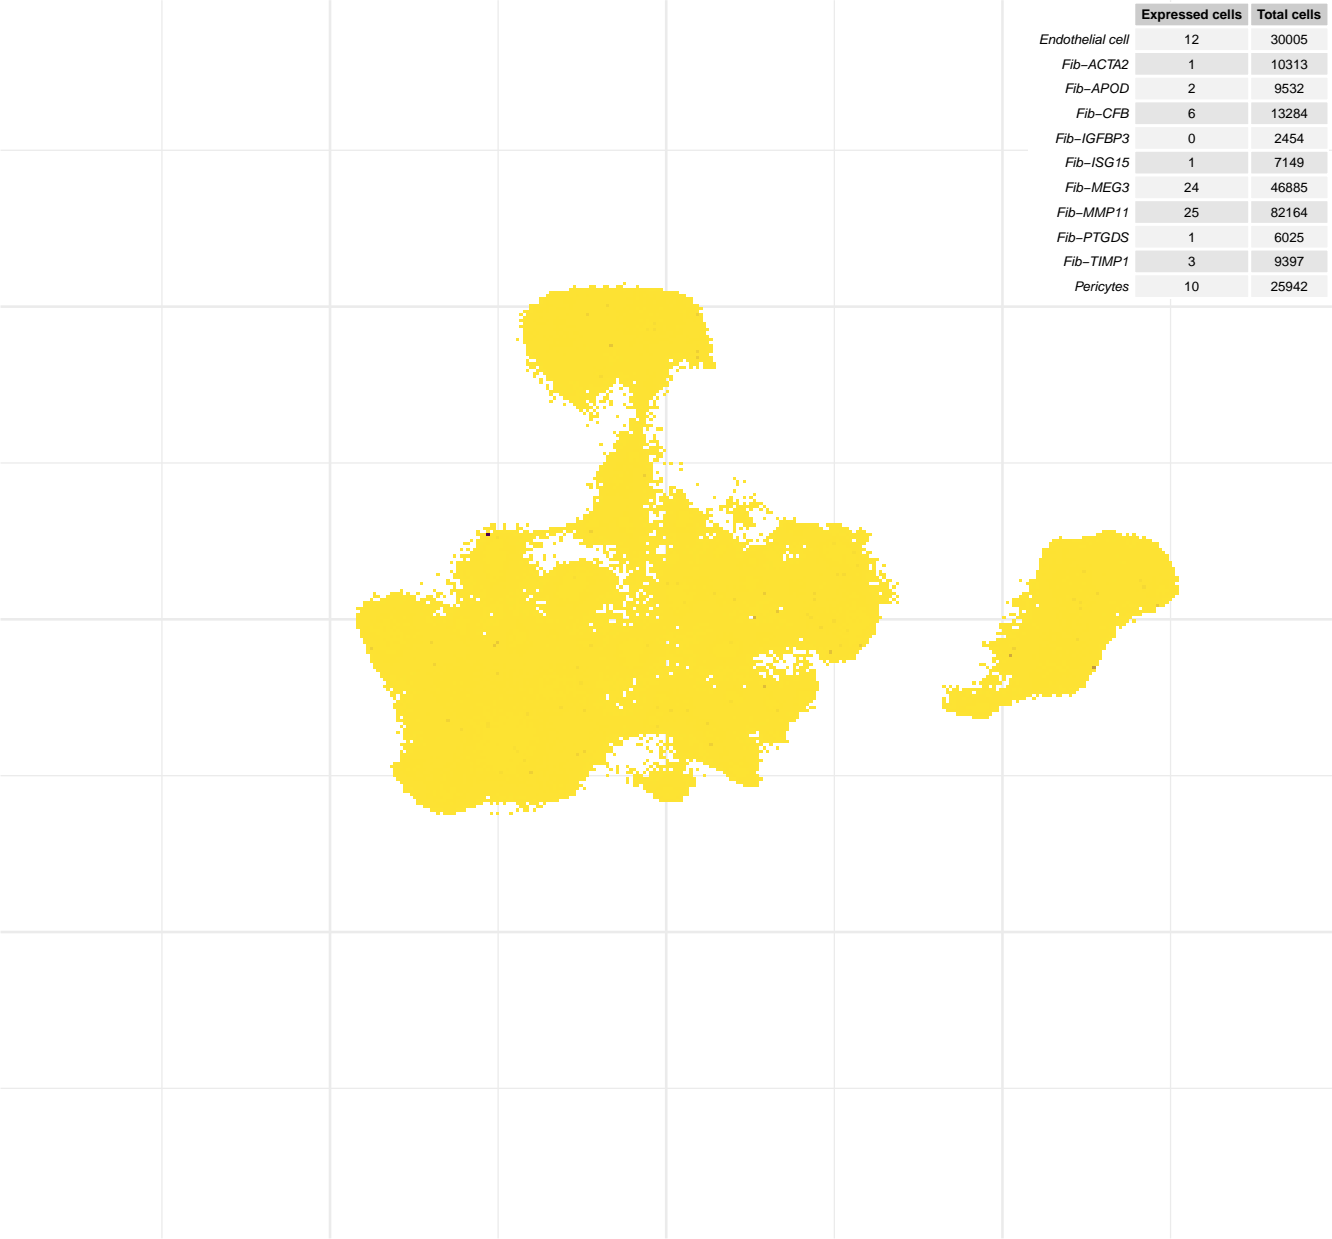 Expressed cells Total cells
Endothelial cell 12 30005
Fib−ACTA2 1 10313
Fib−APOD 2 9532
Fib−CFB 6 13284
Fib−IGFBP3 0 2454
Fib−ISG15 1 7149
Fib−MEG3 24 46885
Fib−MMP11 25 82164
Fib−PTGDS 1 6025
Fib−TIMP1 3 9397
Pericytes 10 25942